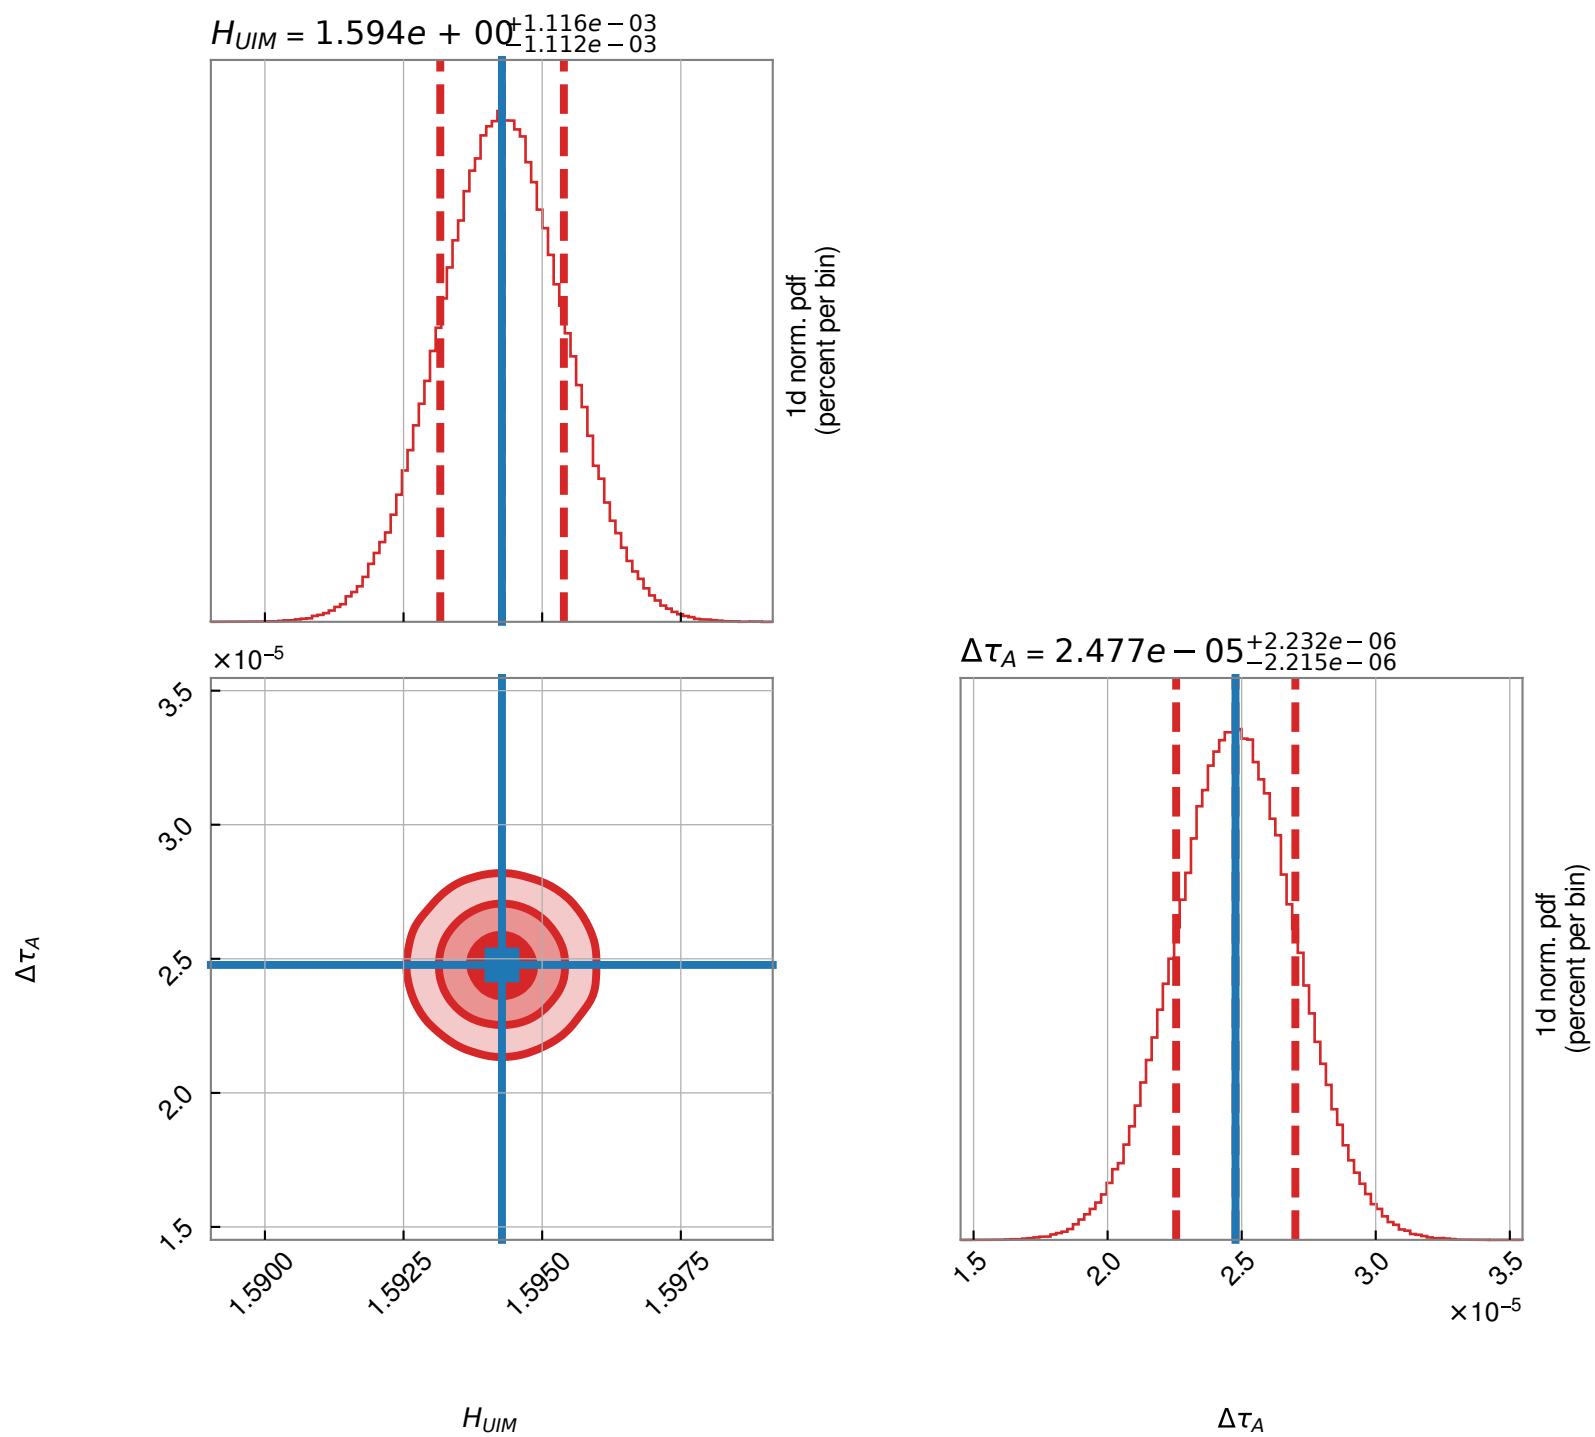 H_UIM = 1.594e + 00 +1.116e − 03 −1.112e − 03
1d norm. pdf
(percent per bin)
×10⁻⁵
3.5
3.0
2.5
2.0
1.5
Δτ_A
1.5900
1.5925
1.5950
1.5975
H_UIM
Δτ_A = 2.477e − 05 +2.232e − 06 −2.215e − 06
1d norm. pdf
(percent per bin)
1.5
2.0
2.5
3.0
3.5
×10⁻⁵
Δτ_A